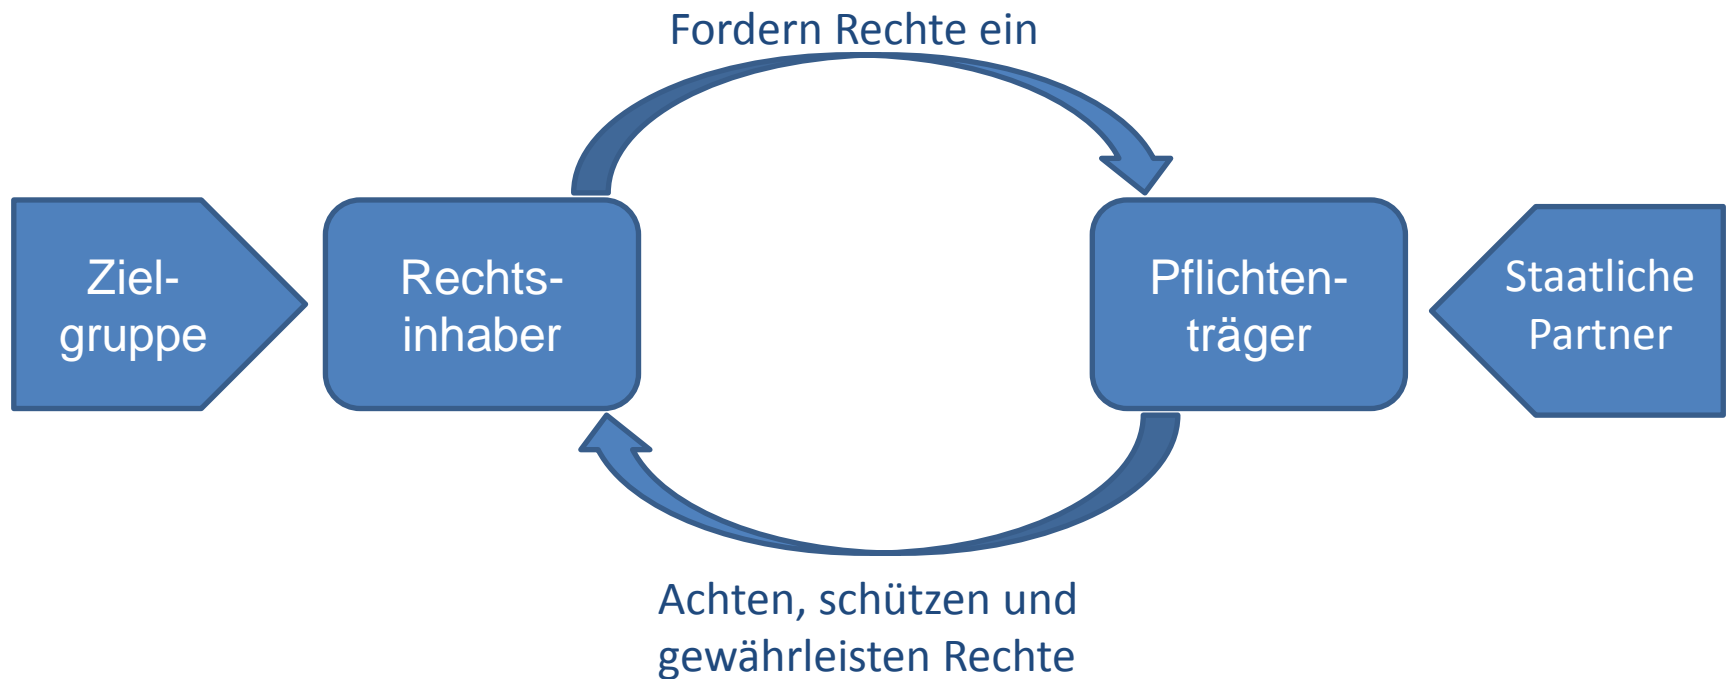 Fordern Rechte ein
Ziel-
gruppe
Rechts-
inhaber
Pflichten-
träger
Staatliche
Partner
Achten, schützen und
gewährleisten Rechte